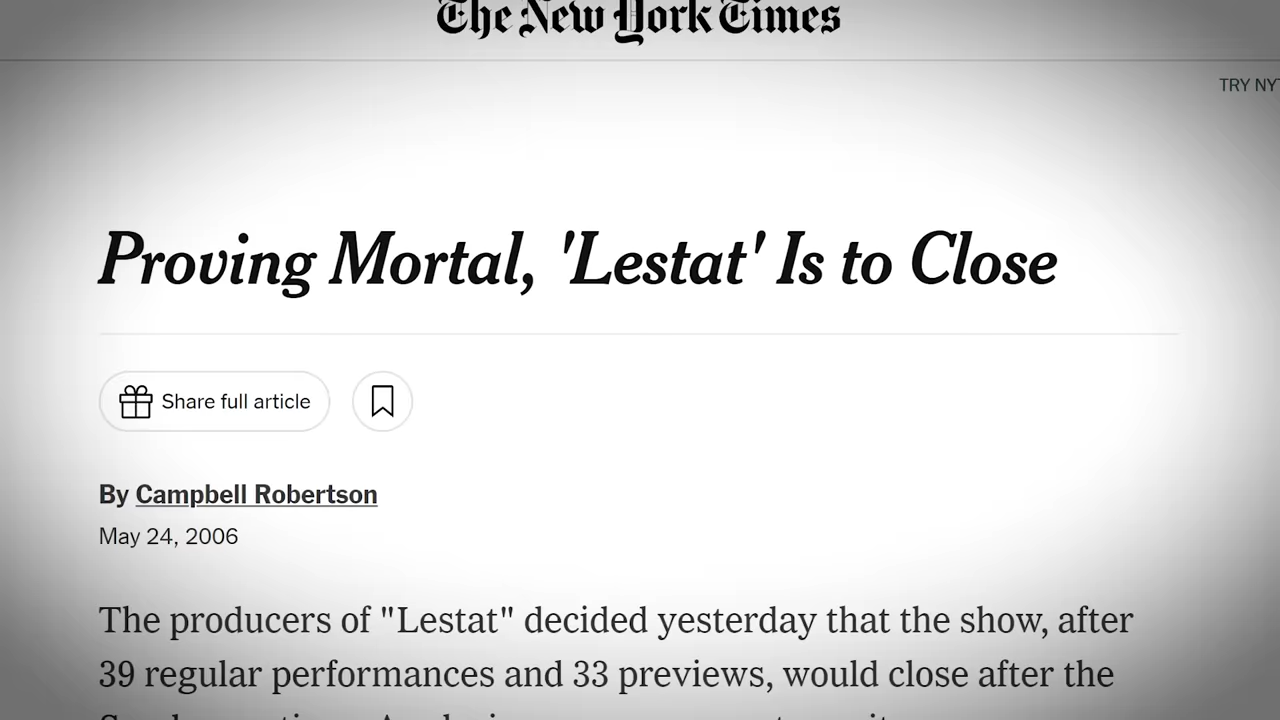 The New York Times
TRY NYT
Proving Mortal, 'Lestat' Is to Close
Share full article
By Campbell Robertson
May 24, 2006
The producers of "Lestat" decided yesterday that the show, after
39 regular performances and 33 previews, would close after the